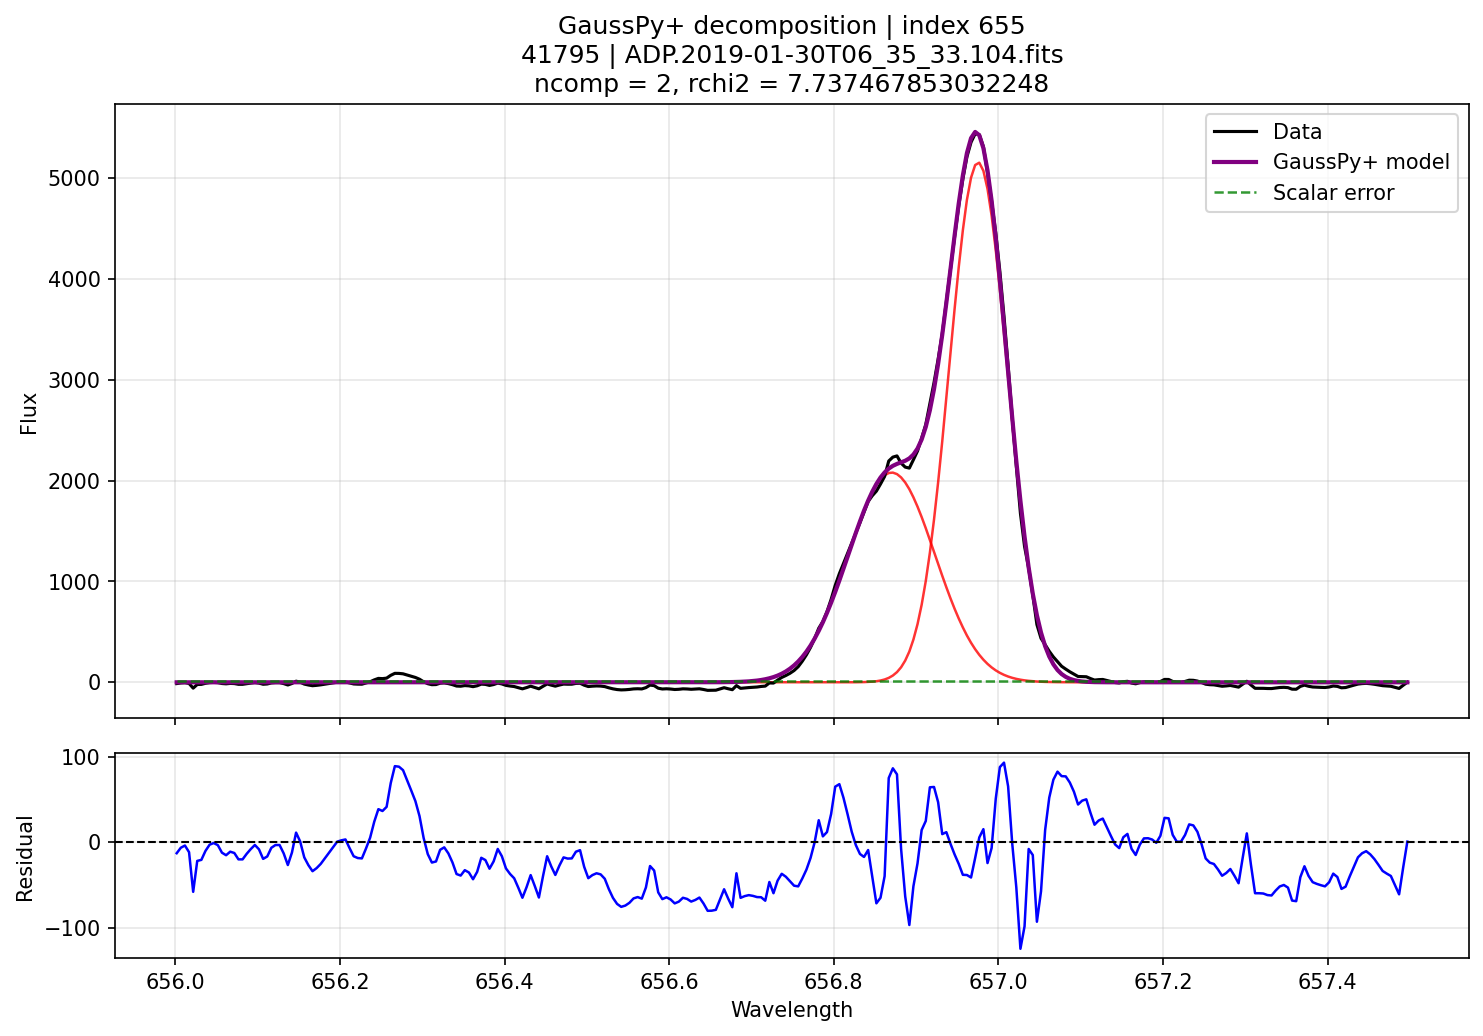 GaussPy+ decomposition | index 655
41795 | ADP.2019-01-30T06_35_33.104.fits
ncomp = 2, rchi2 = 7.737467853032248
Data
GaussPy+ model
Scalar error
Flux
5000
4000
3000
2000
1000
0
Residual
100
0
−100
656.0 656.2 656.4 656.6 656.8 657.0 657.2 657.4
Wavelength